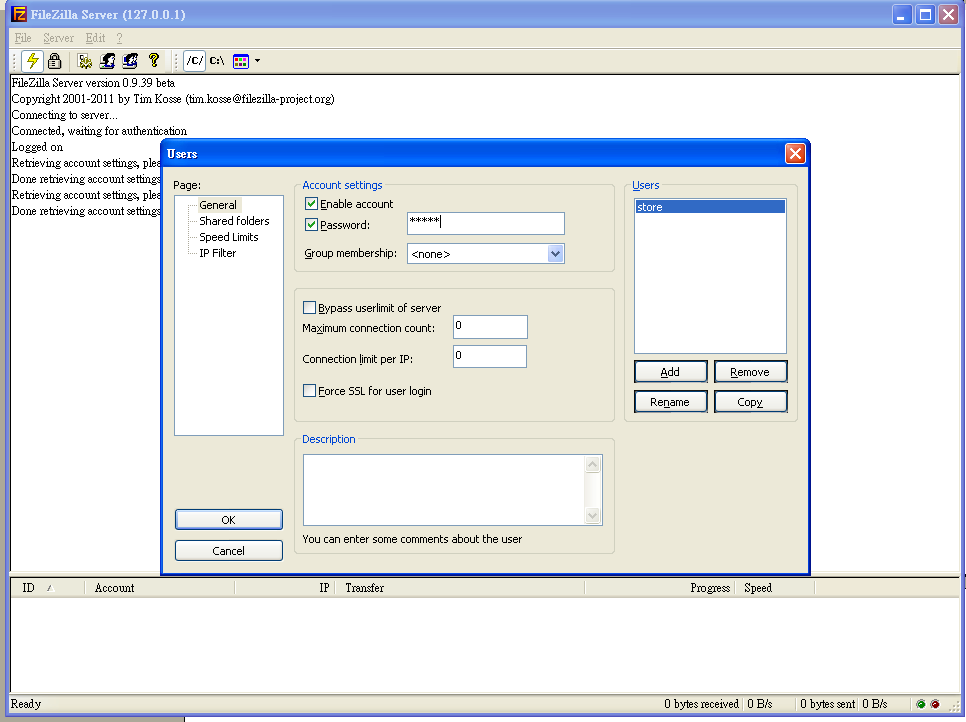 FileZilla Server (127.0.0.1)
File Server Edit ?
/C/ C:\
FileZilla Server version 0.9.39 beta
Copyright 2001-2011 by Tim Kosse (tim.kosse@filezilla-project.org)
Connecting to server...
Connected, waiting for authentication
Logged on
Retrieving account settings, plea
Done retrieving account settings
Retrieving account settings, plea
Done retrieving account settings
Users
Page:
General
Shared folders
Speed Limits
IP Filter
OK
Cancel
Account settings
Enable account
Password: *****
Group membership: <none>
Bypass userlimit of server
Maximum connection count: 0
Connection limit per IP: 0
Force SSL for user login
Description
You can enter some comments about the user
Users
store
Add Remove
Rename Copy
ID Account IP Transfer Progress Speed
Ready 0 bytes received 0 B/s 0 bytes sent 0 B/s